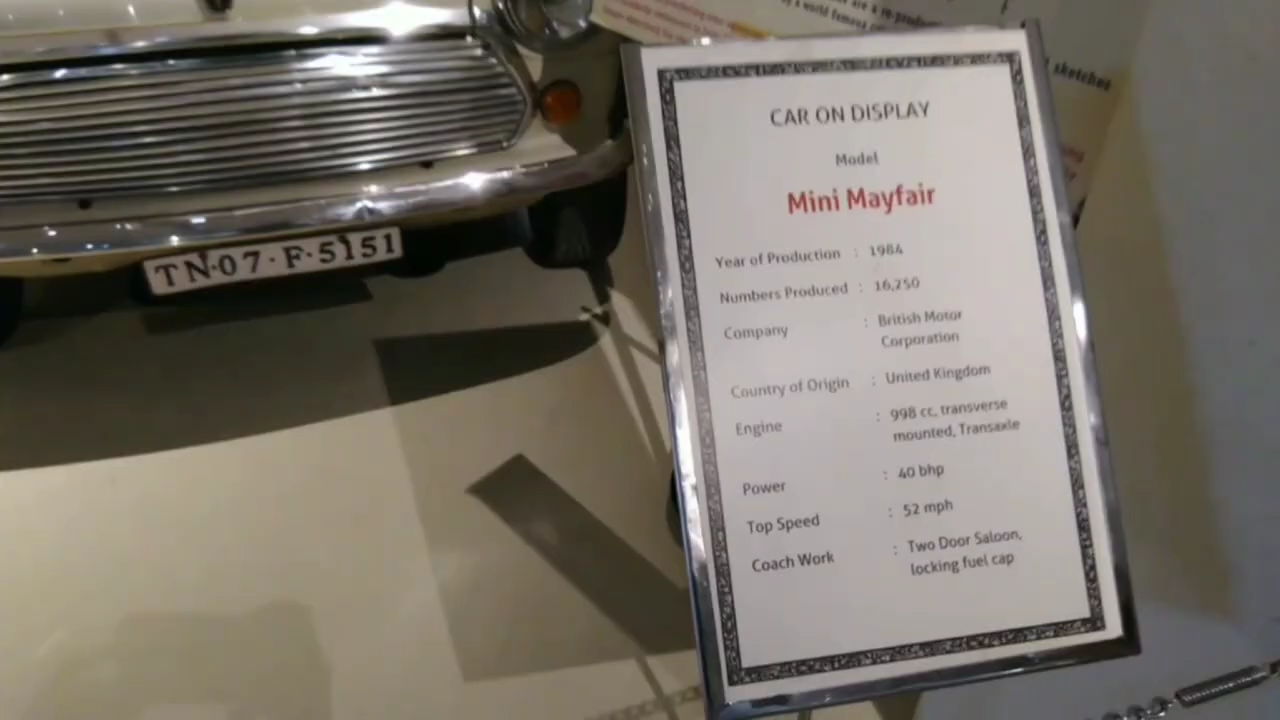 sketches
TN·07·F·5151
CAR ON DISPLAY
Model
Mini Mayfair
Year of Production : 1984
Numbers Produced : 16,250
Company : British Motor
Corporation
Country of Origin : United Kingdom
Engine : 998 cc, transverse
mounted, Transaxle
Power : 40 bhp
Top Speed : 52 mph
Coach Work : Two Door Saloon,
locking fuel cap